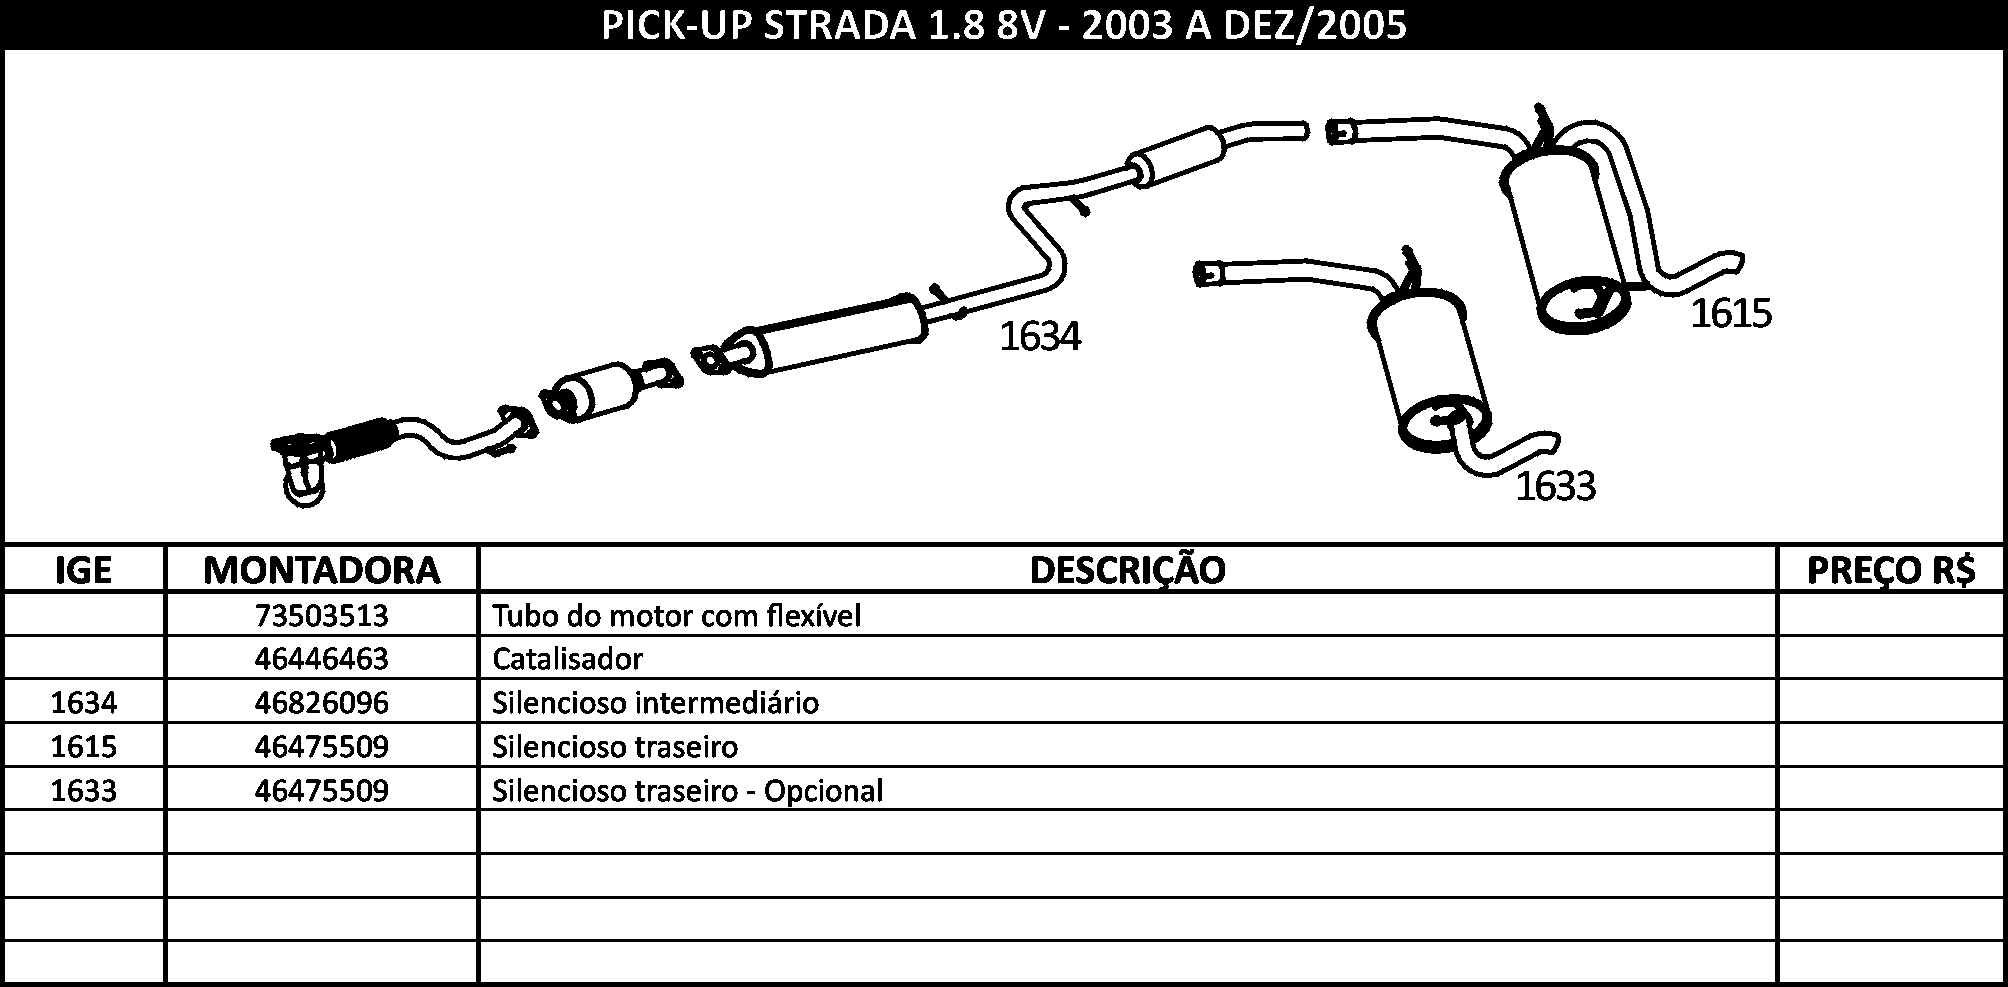 PICK-UP STRADA 1.8 8V - 2003 A DEZ/2005
1615
1634
1633
IGE MONTADORA DESCRIÇÃO PREÇO R$
73503513 Tubo do motor com flexível
46446463 Catalisador
1634 46826096 Silencioso intermediário
1615 46475509 Silencioso traseiro
1633 46475509 Silencioso traseiro - Opcional